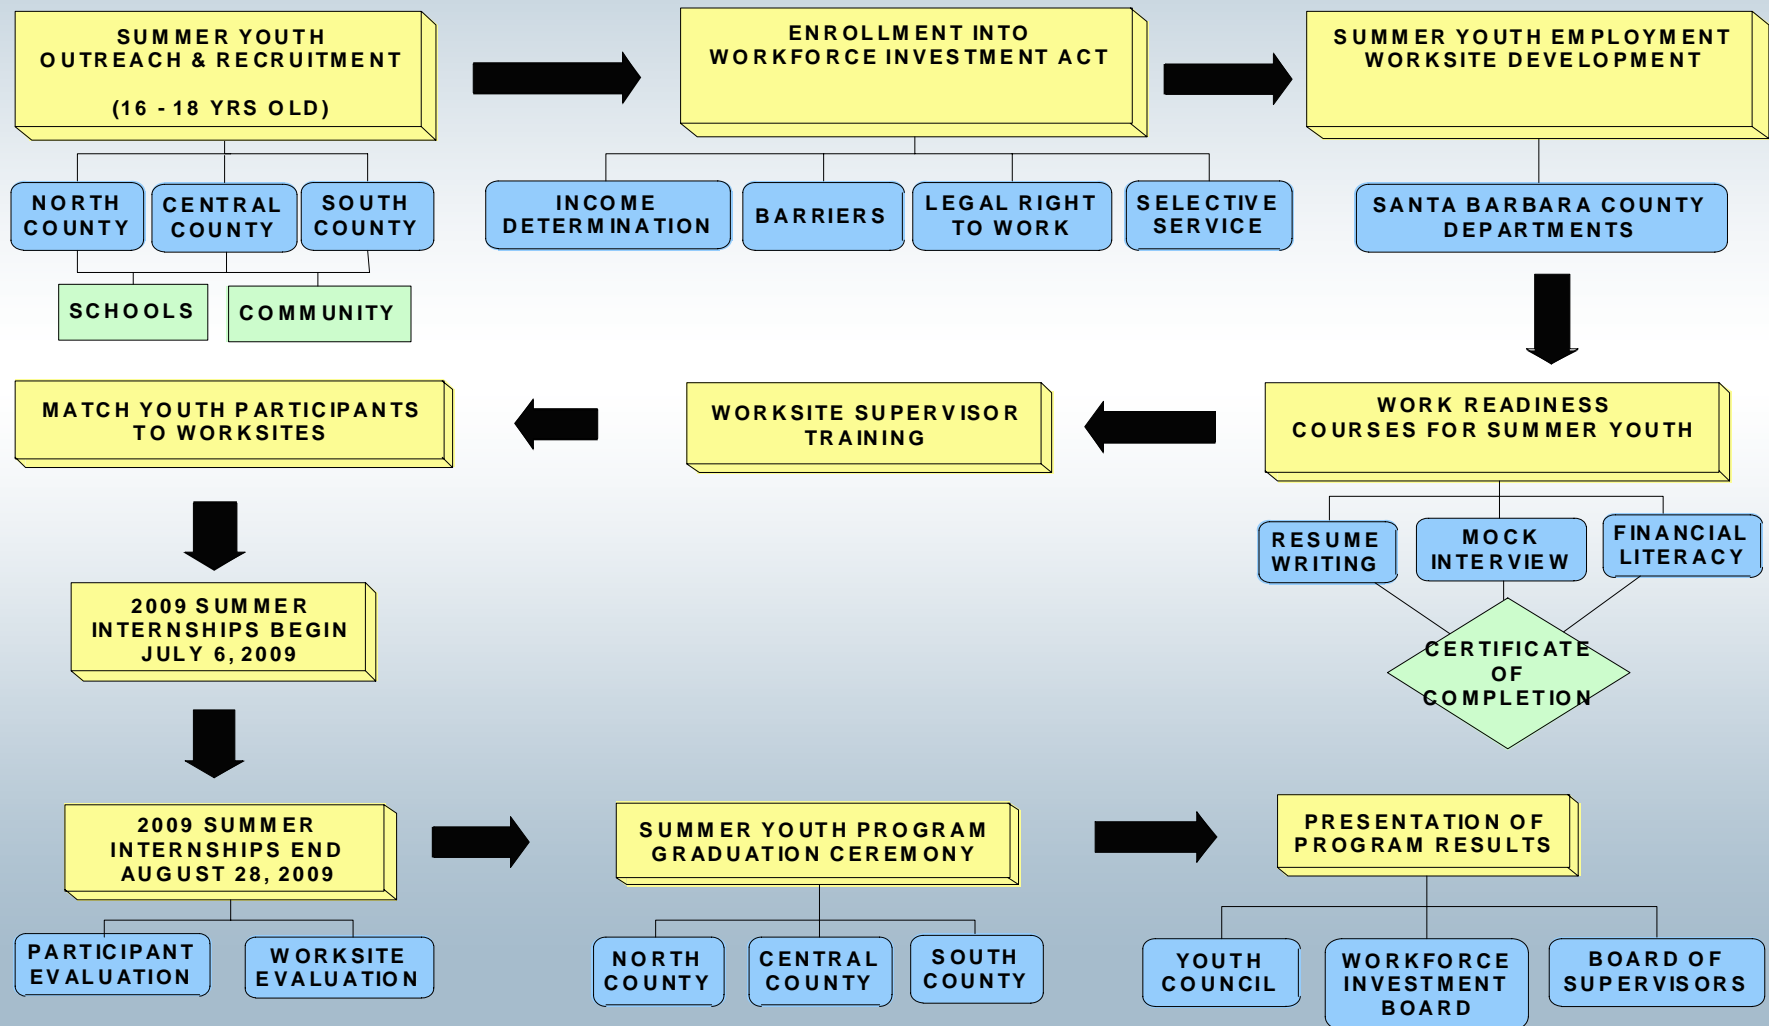 SUMMER YOUTH
OUTREACH & RECRUITMENT
(16 - 18 YRS OLD)
NORTH
COUNTY
CENTRAL
COUNTY
SOUTH
COUNTY
SCHOOLS
COMMUNITY
ENROLLMENT INTO
WORKFORCE INVESTMENT ACT
INCOME
DETERMINATION
BARRIERS
LEGAL RIGHT
TO WORK
SELECTIVE
SERVICE
SUMMER YOUTH EMPLOYMENT
WORKSITE DEVELOPMENT
SANTA BARBARA COUNTY
DEPARTMENTS
WORK READINESS
COURSES FOR SUMMER YOUTH
RESUME
WRITING
MOCK
INTERVIEW
FINANCIAL
LITERACY
CERTIFICATE
OF
COMPLETION
WORKSITE SUPERVISOR
TRAINING
MATCH YOUTH PARTICIPANTS
TO WORKSITES
2009 SUMMER
INTERNSHIPS BEGIN
JULY 6, 2009
2009 SUMMER
INTERNSHIPS END
AUGUST 28, 2009
PARTICIPANT
EVALUATION
WORKSITE
EVALUATION
SUMMER YOUTH PROGRAM
GRADUATION CEREMONY
NORTH
COUNTY
CENTRAL
COUNTY
SOUTH
COUNTY
PRESENTATION OF
PROGRAM RESULTS
YOUTH
COUNCIL
WORKFORCE
INVESTMENT
BOARD
BOARD OF
SUPERVISORS